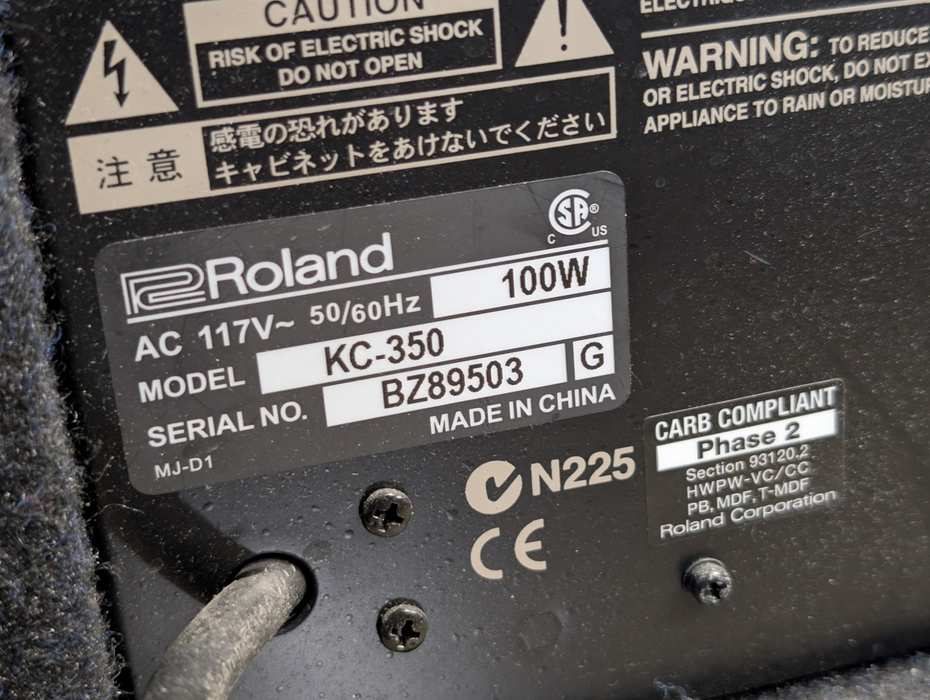 CAUTION
RISK OF ELECTRIC SHOCK
DO NOT OPEN
注意
感電の恐れがあります
キャビネットをあけないでください
WARNING: TO REDUCE
OR ELECTRIC SHOCK, DO NOT
APPLIANCE TO RAIN OR
SA®
C US
Roland
AC 117V~ 50/60Hz 100W
MODEL KC-350
SERIAL NO. BZ89503 G
MADE IN CHINA
MJ-D1
N225
CE
CARB COMPLIANT
Phase 2
Section 93120.2
HWPW-VC/CC
PB, MDF, T-MDF
Roland Corporation